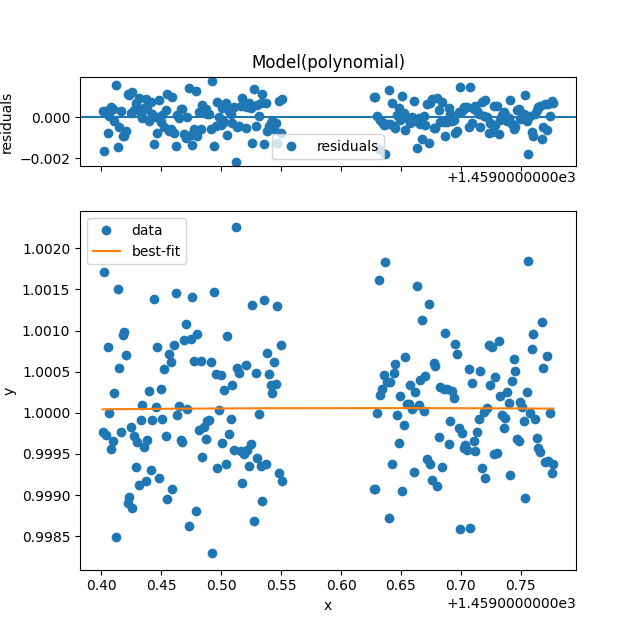 Model(polynomial)
residuals
0.000
−0.002
residuals
+1.4590000000e3
data
best-fit
y
1.0020
1.0015
1.0010
1.0005
1.0000
0.9995
0.9990
0.9985
0.40 0.45 0.50 0.55 0.60 0.65 0.70 0.75
x
+1.4590000000e3